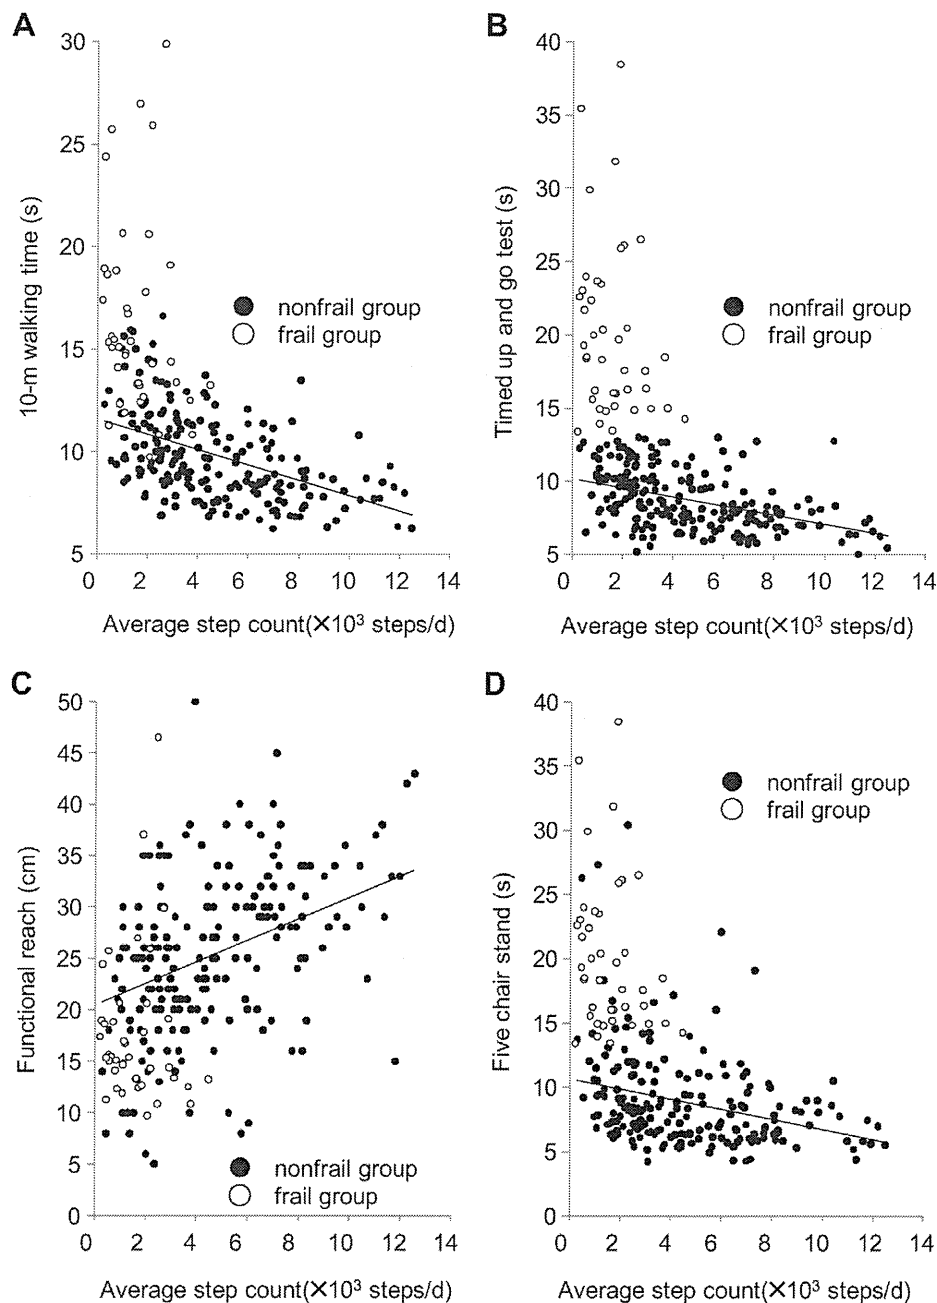 A
30
25
20
15
10
5
10-m walking time (s)
nonfrail group
frail group
0 2 4 6 8 10 12 14
Average step count(×10³ steps/d)
B
40
35
30
25
20
15
10
5
Timed up and go test (s)
nonfrail group
frail group
0 2 4 6 8 10 12 14
Average step count(×10³ steps/d)
C
50
45
40
35
30
25
20
15
10
5
0
Functional reach (cm)
nonfrail group
frail group
0 2 4 6 8 10 12 14
Average step count(×10³ steps/d)
D
40
35
30
25
20
15
10
5
0
Five chair stand (s)
nonfrail group
frail group
0 2 4 6 8 10 12 14
Average step count(×10³ steps/d)